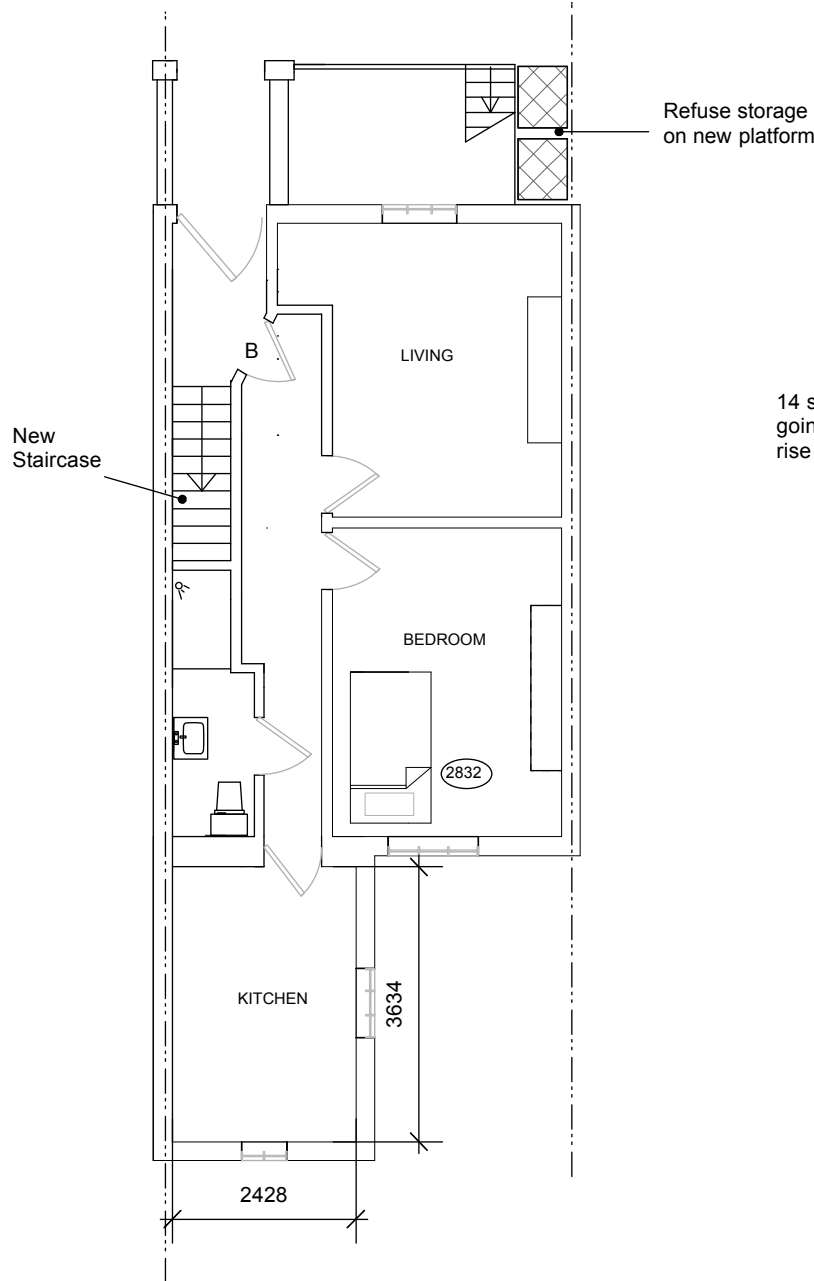 Refuse storage
on new platform
B
LIVING
14 s
goin
rise
New
Staircase
BEDROOM
2832
KITCHEN
3634
2428